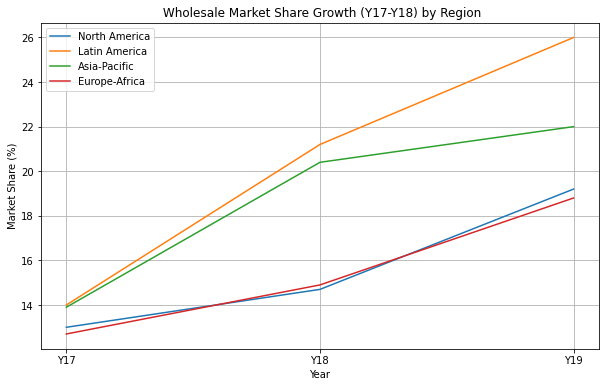 Wholesale Market Share Growth (Y17-Y18) by Region
North America
Latin America
Asia-Pacific
Europe-Africa
Market Share (%)
26
24
22
20
18
16
14
Y17
Y18
Y19
Year